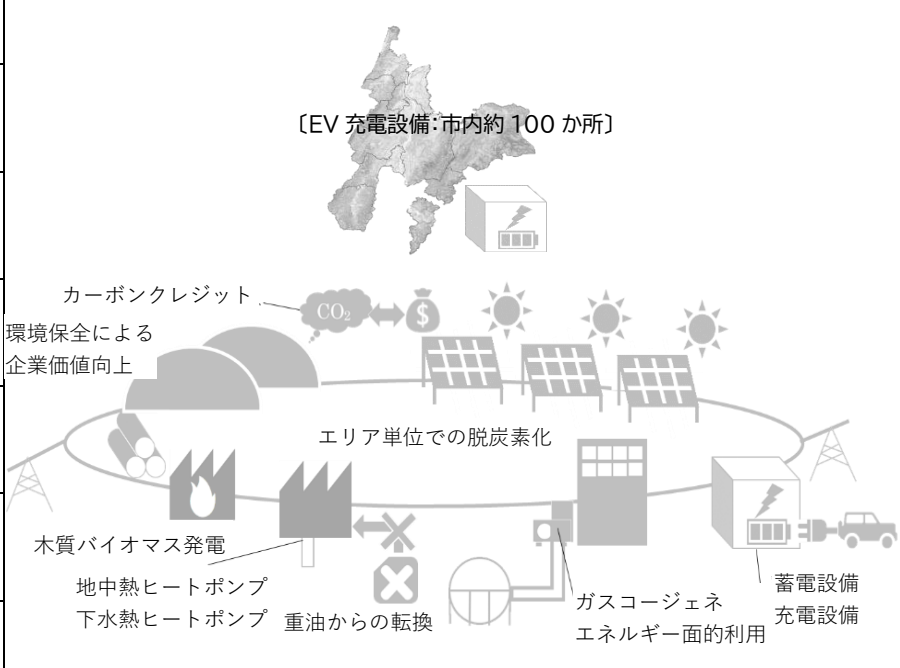 〔EV 充電設備:市内約 100 か所〕
カーボンクレジット
CO₂
$
環境保全による
企業価値向上
エリア単位での脱炭素化
木質バイオマス発電
地中熱ヒートポンプ
下水熱ヒートポンプ
重油からの転換
ガスコージェネ
エネルギー面的利用
蓄電設備
充電設備